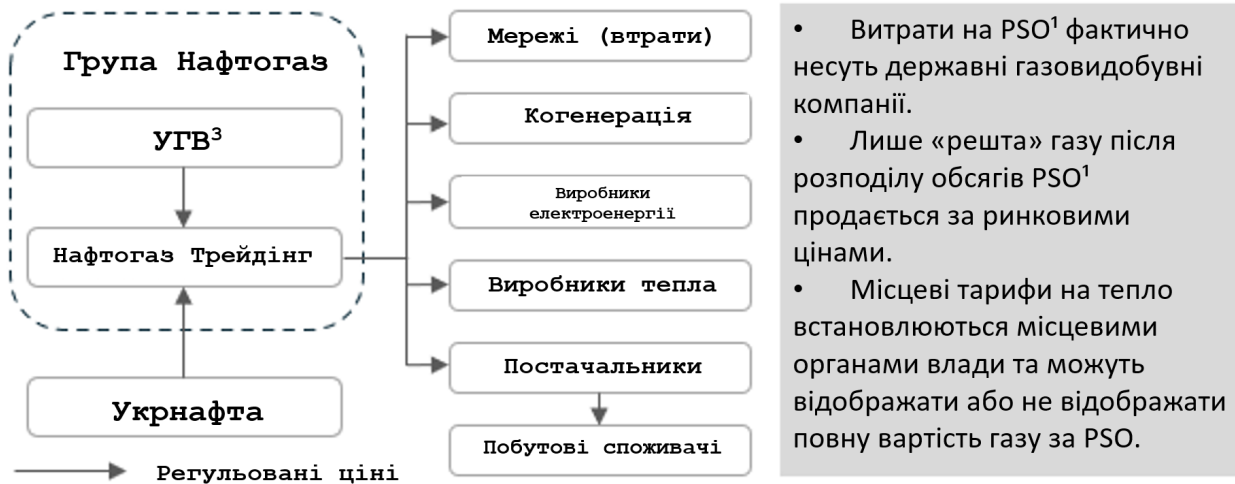 Група Нафтогаз
УГВ³
Нафтогаз Трейдінг
Укрнафта
Регульовані ціні
Мережі (втрати)
Когенерація
Виробники
електроенергії
Виробники тепла
Постачальники
Побутові споживачі
• Витрати на PSO¹ фактично
несуть державні газовидобувні
компанії.
• Лише «решта» газу після
розподілу обсягів PSO¹
продається за ринковими
цінами.
• Місцеві тарифи на тепло
встановлюються місцевими
органами влади та можуть
відображати або не відображати
повну вартість газу за PSO.